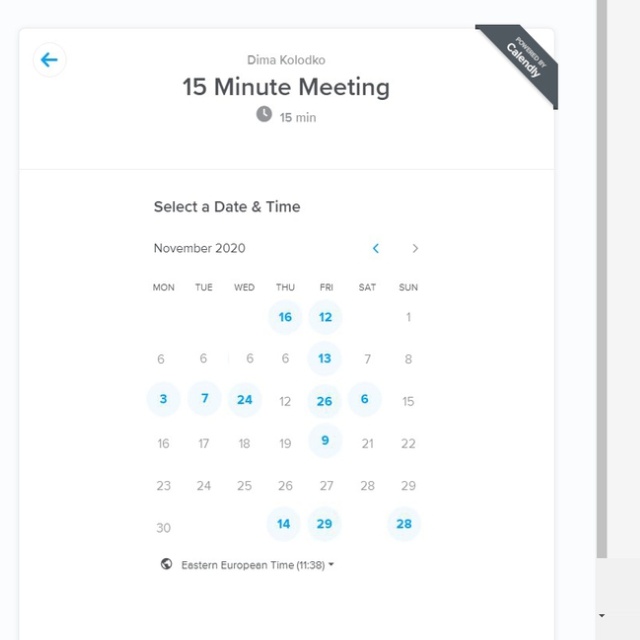 POWERED BY
Calendly
Dima Kolodko
15 Minute Meeting
15 min
Select a Date & Time
November 2020
MON TUE WED THU FRI SAT SUN
16 12 1
6 6 6 6 13 7 8
3 7 24 12 26 6 15
16 17 18 19 9 21 22
23 24 25 26 27 28 29
30 14 29 28
Eastern European Time (11:38)